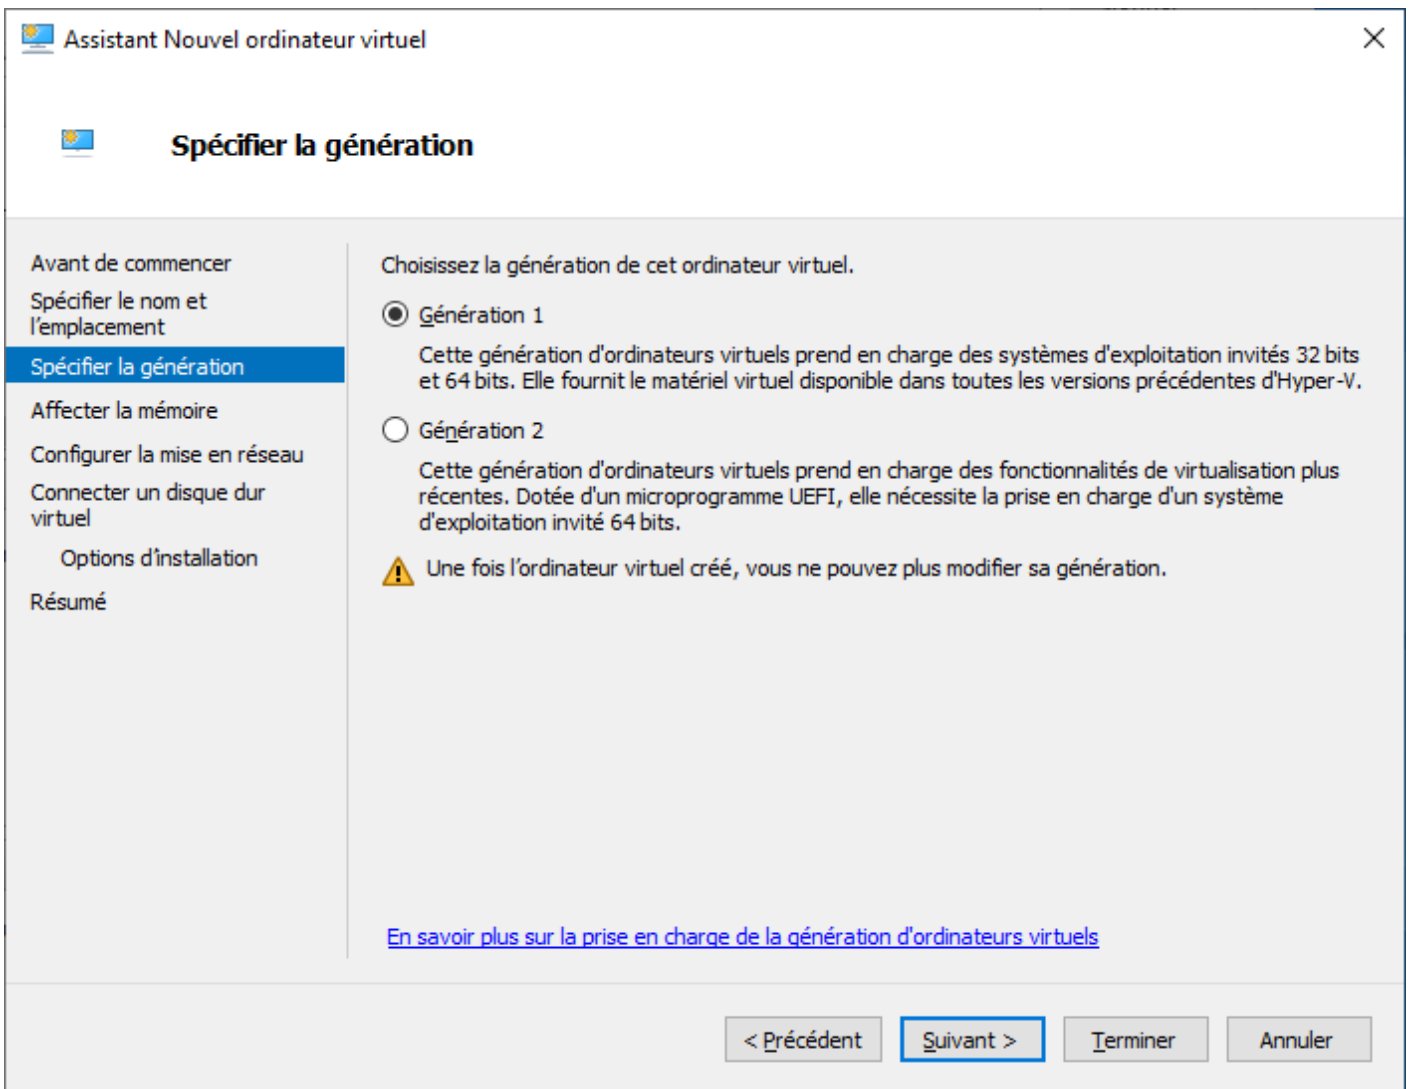 Assistant Nouvel ordinateur virtuel
Spécifier la génération
Avant de commencer
Spécifier le nom et
l'emplacement
Spécifier la génération
Affecter la mémoire
Configurer la mise en réseau
Connecter un disque dur
virtuel
Options d'installation
Résumé
Choisissez la génération de cet ordinateur virtuel.
Génération 1
Cette génération d'ordinateurs virtuels prend en charge des systèmes d'exploitation invités 32 bits
et 64 bits. Elle fournit le matériel virtuel disponible dans toutes les versions précédentes d'Hyper-V.
Génération 2
Cette génération d'ordinateurs virtuels prend en charge des fonctionnalités de virtualisation plus
récentes. Dotée d'un microprogramme UEFI, elle nécessite la prise en charge d'un système
d'exploitation invité 64 bits.
Une fois l'ordinateur virtuel créé, vous ne pouvez plus modifier sa génération.
En savoir plus sur la prise en charge de la génération d'ordinateurs virtuels
< Précédent
Suivant >
Terminer
Annuler